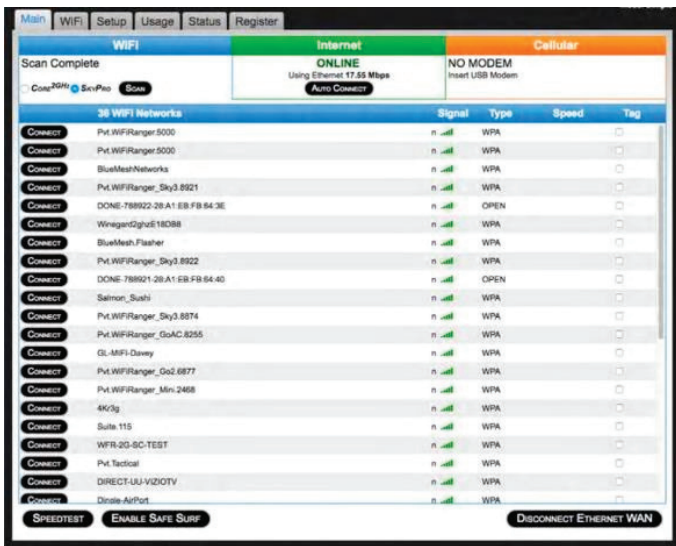 Main WiFi Setup Usage Status Register
WiFi Internet Cellular
Scan Complete ONLINE NO MODEM
Using Ethernet 17.55 Mbps Insert USB Modem
Core2GHz SkyPro Scan Auto Connect
36 WiFi Networks Signal Type Speed Tag
Connect Pvt.WiFiRanger.5000 n WPA
Connect Pvt.WiFiRanger.5000 n WPA
Connect BlueMeshNetworks n WPA
Connect Pvt.WiFiRanger_Sky3.8921 n WPA
Connect DONE-788922-28:A1:EB:FB:64:3E n OPEN
Connect Winegard2ghzE18DB8 n WPA
Connect BlueMesh.Flasher n WPA
Connect Pvt.WiFiRanger_Sky3.8922 n WPA
Connect DONE-788921-28:A1:EB:FB:64:40 n OPEN
Connect Salmon_Sushi n WPA
Connect Pvt.WiFiRanger_Sky3.8874 n WPA
Connect Pvt.WiFiRanger_GoAC.8255 n WPA
Connect GL-MiFi-Davey n WPA
Connect Pvt.WiFiRanger_Go2.6877 n WPA
Connect Pvt.WiFiRanger_Mini.2468 n WPA
Connect 4Kr3g n WPA
Connect Suite.115 n WPA
Connect WFR-2G-SC-TEST n WPA
Connect Pvt.Tactical n WPA
Connect DIRECT-UU-VIZIOTV n WPA
Connect Dingle-AirPort n WPA
Speedtest Enable Safe Surf Disconnect Ethernet WAN